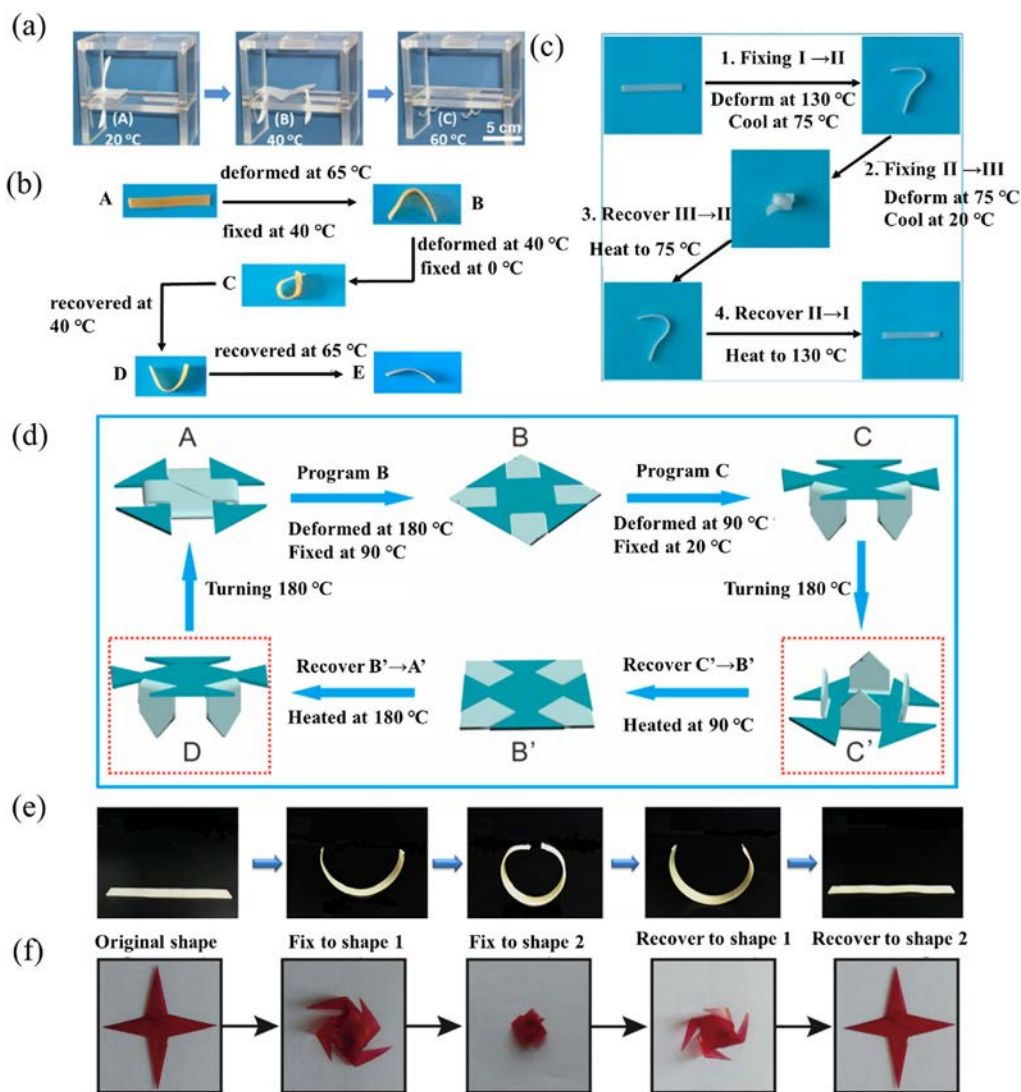 (a)
(A)
20 °C
(B)
40 °C
(C)
60 °C
5 cm
(b)
A
deformed at 65 °C
fixed at 40 °C
B
deformed at 40 °C
fixed at 0 °C
C
recovered at
40 °C
D
recovered at 65 °C
E
(c)
1. Fixing I →II
Deform at 130 °C
Cool at 75 °C
2. Fixing II →III
Deform at 75 °C
Cool at 20 °C
3. Recover III→II
Heat to 75 °C
4. Recover II→I
Heat to 130 °C
(d)
A
Program B
Deformed at 180 °C
Fixed at 90 °C
B
Program C
Deformed at 90 °C
Fixed at 20 °C
C
Turning 180 °C
Turning 180 °C
D
Recover B’→A’
Heated at 180 °C
B’
Recover C’→B’
Heated at 90 °C
C’
(e)
Original shape
Fix to shape 1
Fix to shape 2
Recover to shape 1
Recover to shape 2
(f)